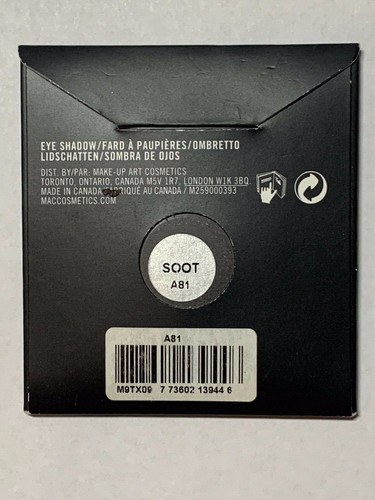 EYE SHADOW/FARD À PAUPIÈRES/OMBRETTO
LIDSCHATTEN/SOMBRA DE OJOS
DIST. BY/PAR: MAKE-UP ART COSMETICS
TORONTO, ONTARIO, CANADA M5V 1R7, LONDON W1K 3BQ
MADE IN CANADA/ AU CANADA / M259000393
MACCOSMETICS.COM
SOOT
A81
A81
M9TX09 7 73602 13944 6